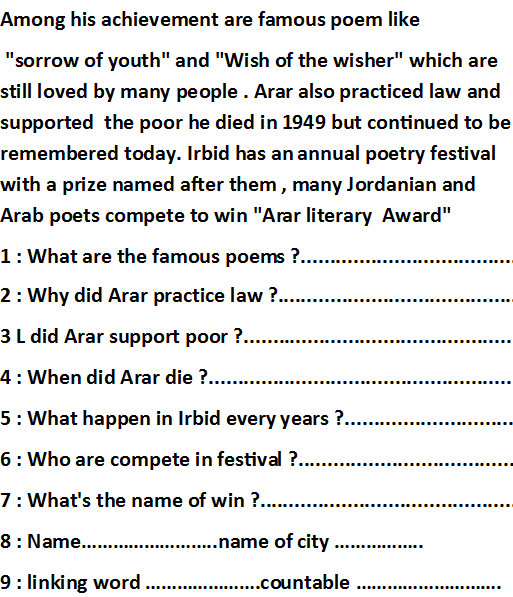 Among his achievement are famous poem like
"sorrow of youth" and "Wish of the wisher" which are
still loved by many people . Arar also practiced law and
supported the poor he died in 1949 but continued to be
remembered today. Irbid has an annual poetry festival
with a prize named after them , many Jordanian and
Arab poets compete to win "Arar literary Award"
1 : What are the famous poems ?.....................................
2 : Why did Arar practice law ?.........................................
3 L did Arar support poor ?..............................................
4 : When did Arar die ?....................................................
5 : What happen in Irbid every years ?.............................
6 : Who are compete in festival ?.....................................
7 : What's the name of win ?...........................................
8 : Name..........................name of city .................
9 : linking word ......................countable ............................